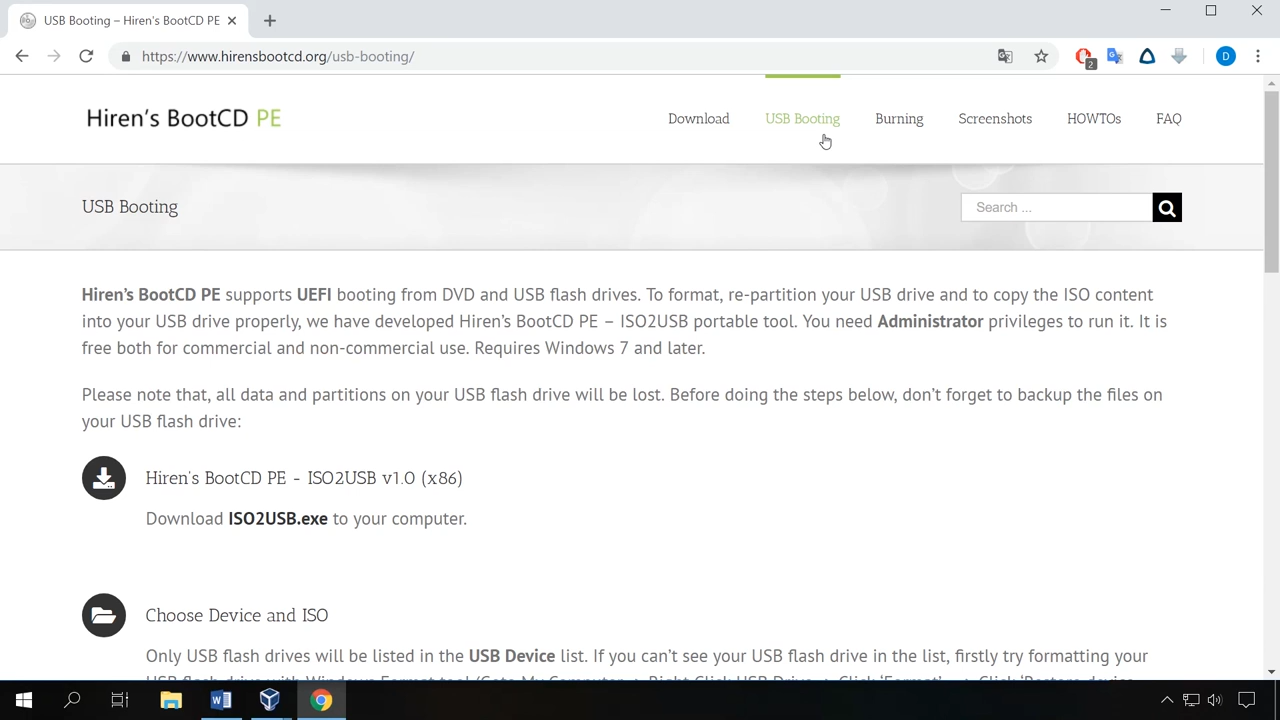 USB Booting – Hiren's BootCD PE
https://www.hirensbootcd.org/usb-booting/
2
D
Hiren's BootCD PE
Download
USB Booting
Burning
Screenshots
HOWTOs
FAQ
USB Booting
Search ...
Hiren's BootCD PE supports UEFI booting from DVD and USB flash drives. To format, re-partition your USB drive and to copy the ISO content
into your USB drive properly, we have developed Hiren's BootCD PE – ISO2USB portable tool. You need Administrator privileges to run it. It is
free both for commercial and non-commercial use. Requires Windows 7 and later.
Please note that, all data and partitions on your USB flash drive will be lost. Before doing the steps below, don't forget to backup the files on
your USB flash drive:
Hiren's BootCD PE - ISO2USB v1.0 (x86)
Download ISO2USB.exe to your computer.
Choose Device and ISO
Only USB flash drives will be listed in the USB Device list. If you can't see your USB flash drive in the list, firstly try formatting your